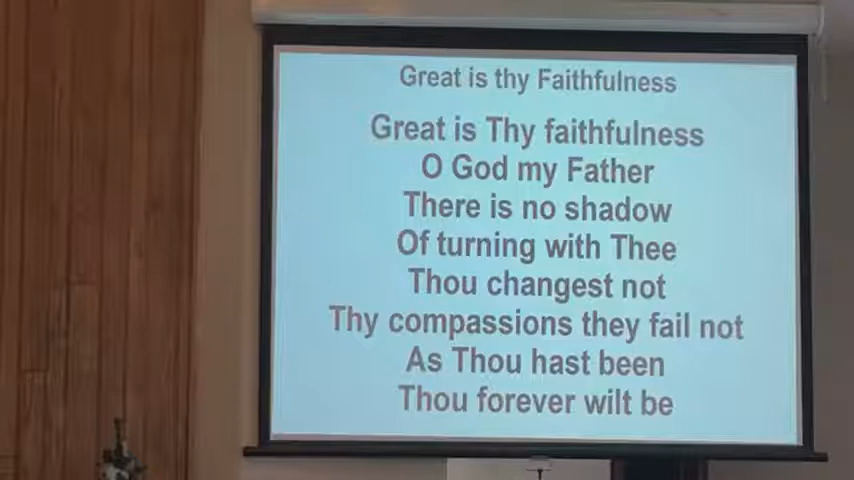 Great is thy Faithfulness
Great is Thy faithfulness
O God my Father
There is no shadow
Of turning with Thee
Thou changest not
Thy compassions they fail not
As Thou hast been
Thou forever wilt be